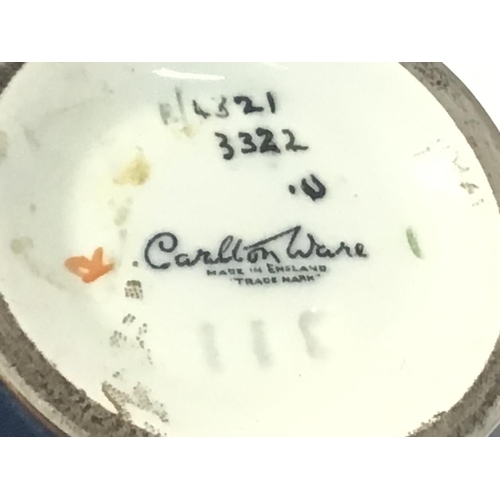 /4321
3322
Carlton Ware
MADE IN ENGLAND
"TRADE MARK"